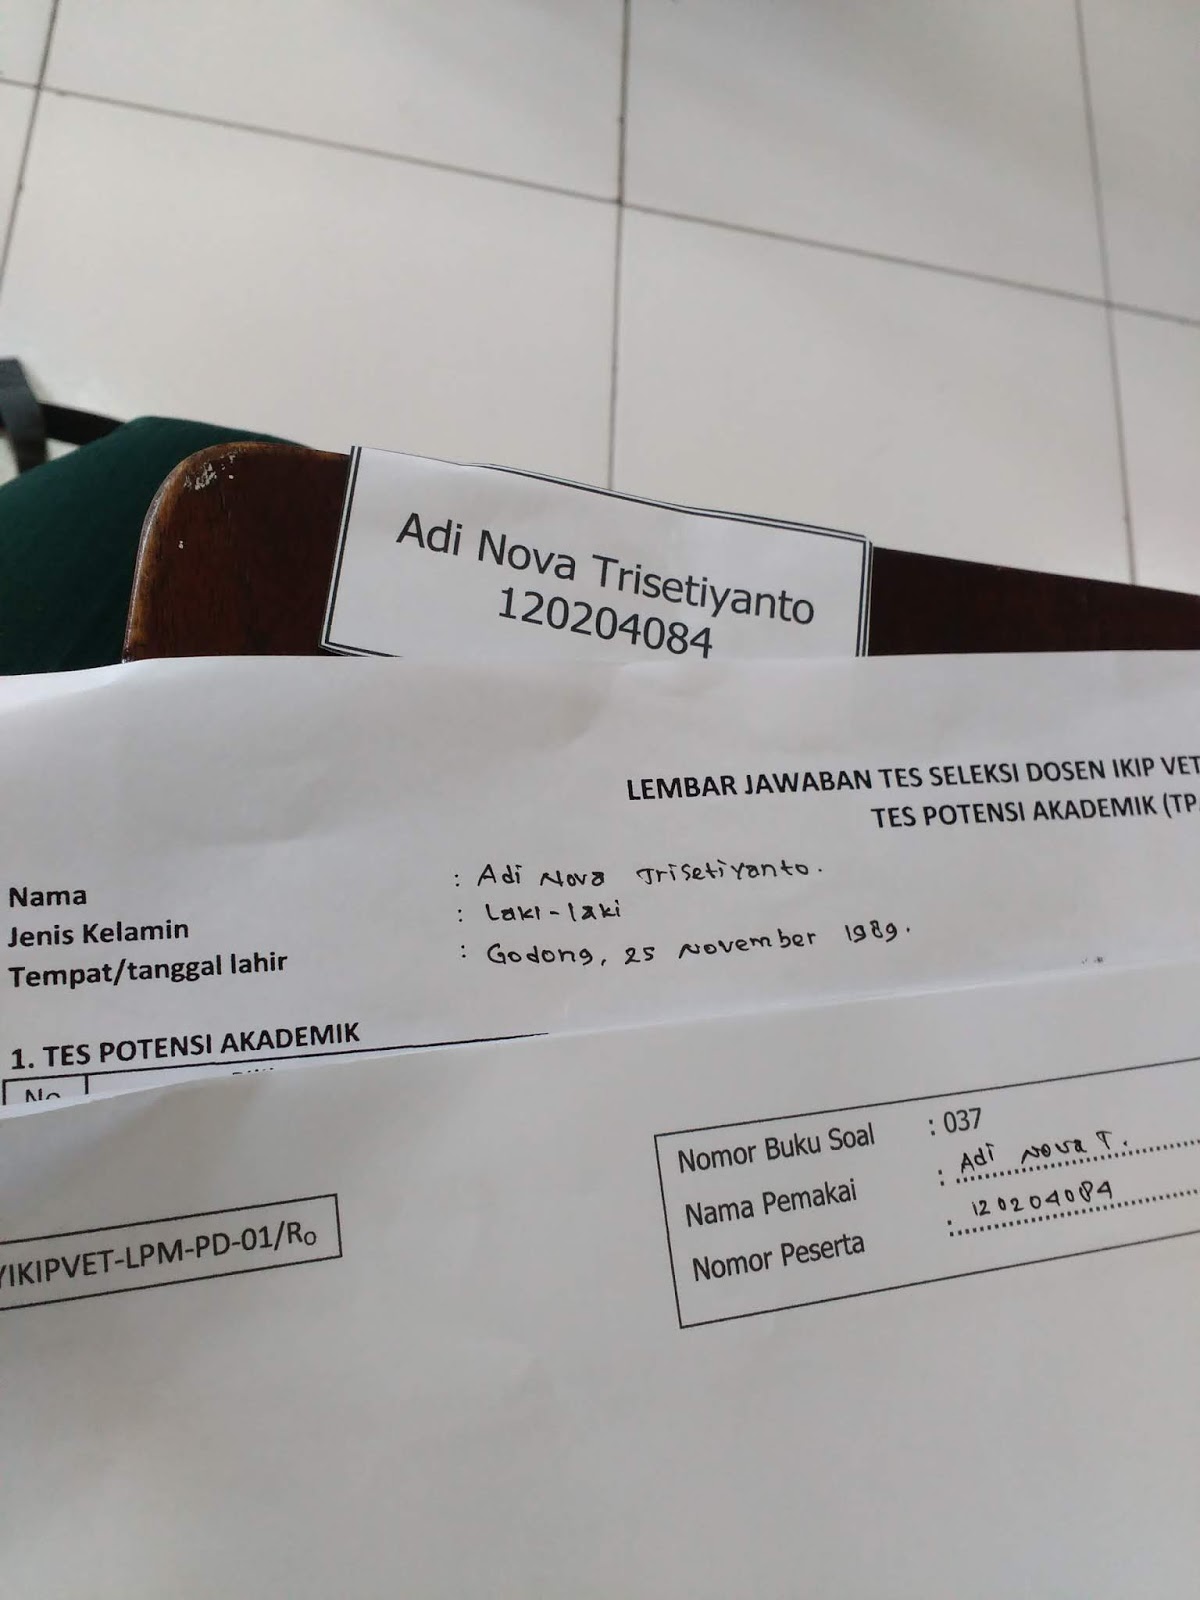 Adi Nova Trisetiyanto
120204084
LEMBAR JAWABAN TES SELEKSI DOSEN IKIP VET
TES POTENSI AKADEMIK (TP
Nama : Adi Nova Trisetiyanto.
Jenis Kelamin : Laki-laki
Tempat/tanggal lahir : Godong, 25 November 1989.
1. TES POTENSI AKADEMIK
No
Nomor Buku Soal : 037
Nama Pemakai : Adi Nova T.
Nomor Peserta : 120204084
/IKIPVET-LPM-PD-01/R₀